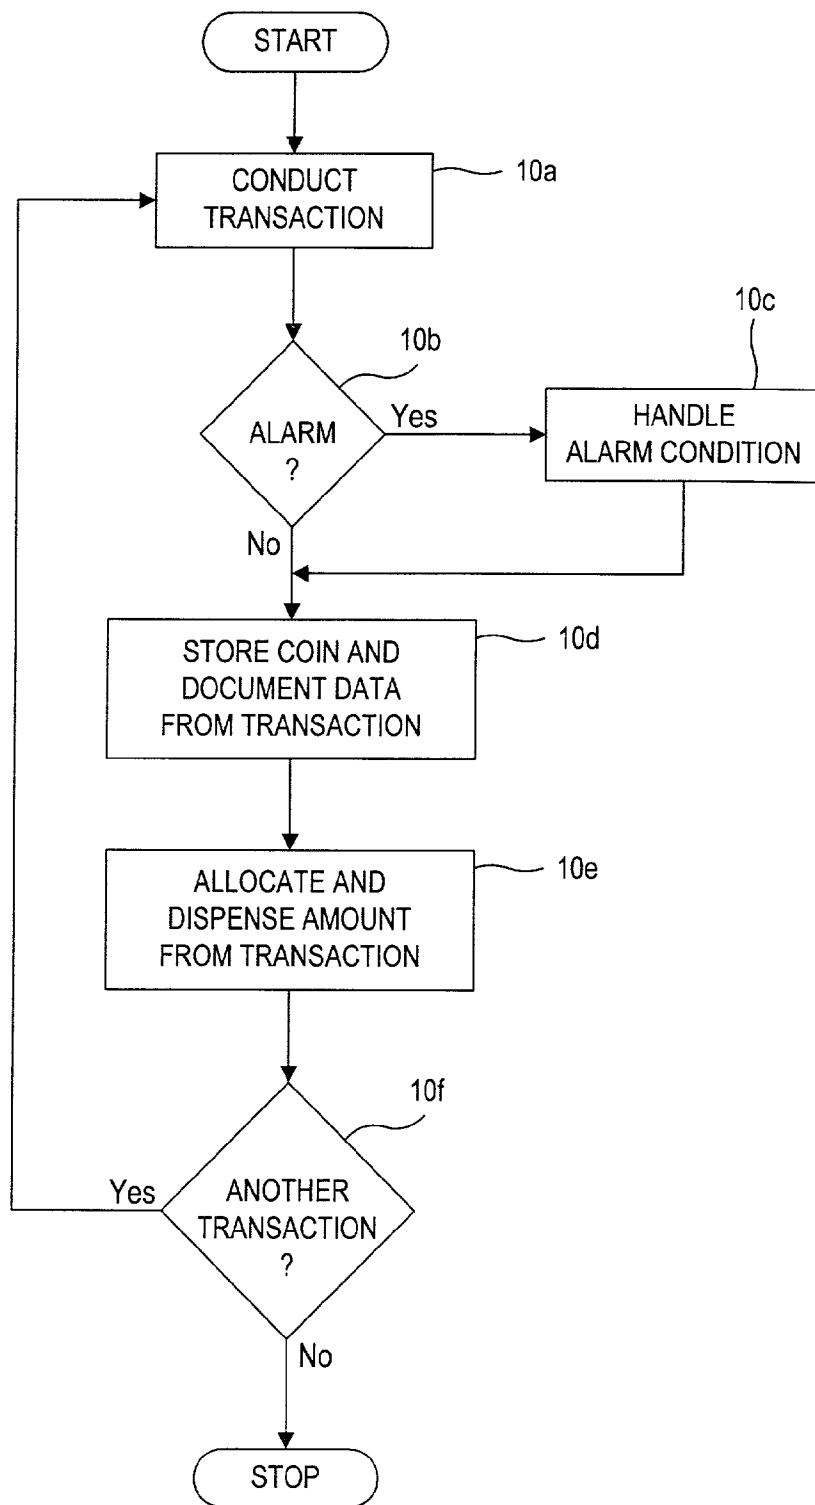 START
CONDUCT
TRANSACTION
10a
10b
ALARM
?
Yes
10c
HANDLE
ALARM CONDITION
No
STORE COIN AND
DOCUMENT DATA
FROM TRANSACTION
10d
ALLOCATE AND
DISPENSE AMOUNT
FROM TRANSACTION
10e
10f
Yes
ANOTHER
TRANSACTION
?
No
STOP